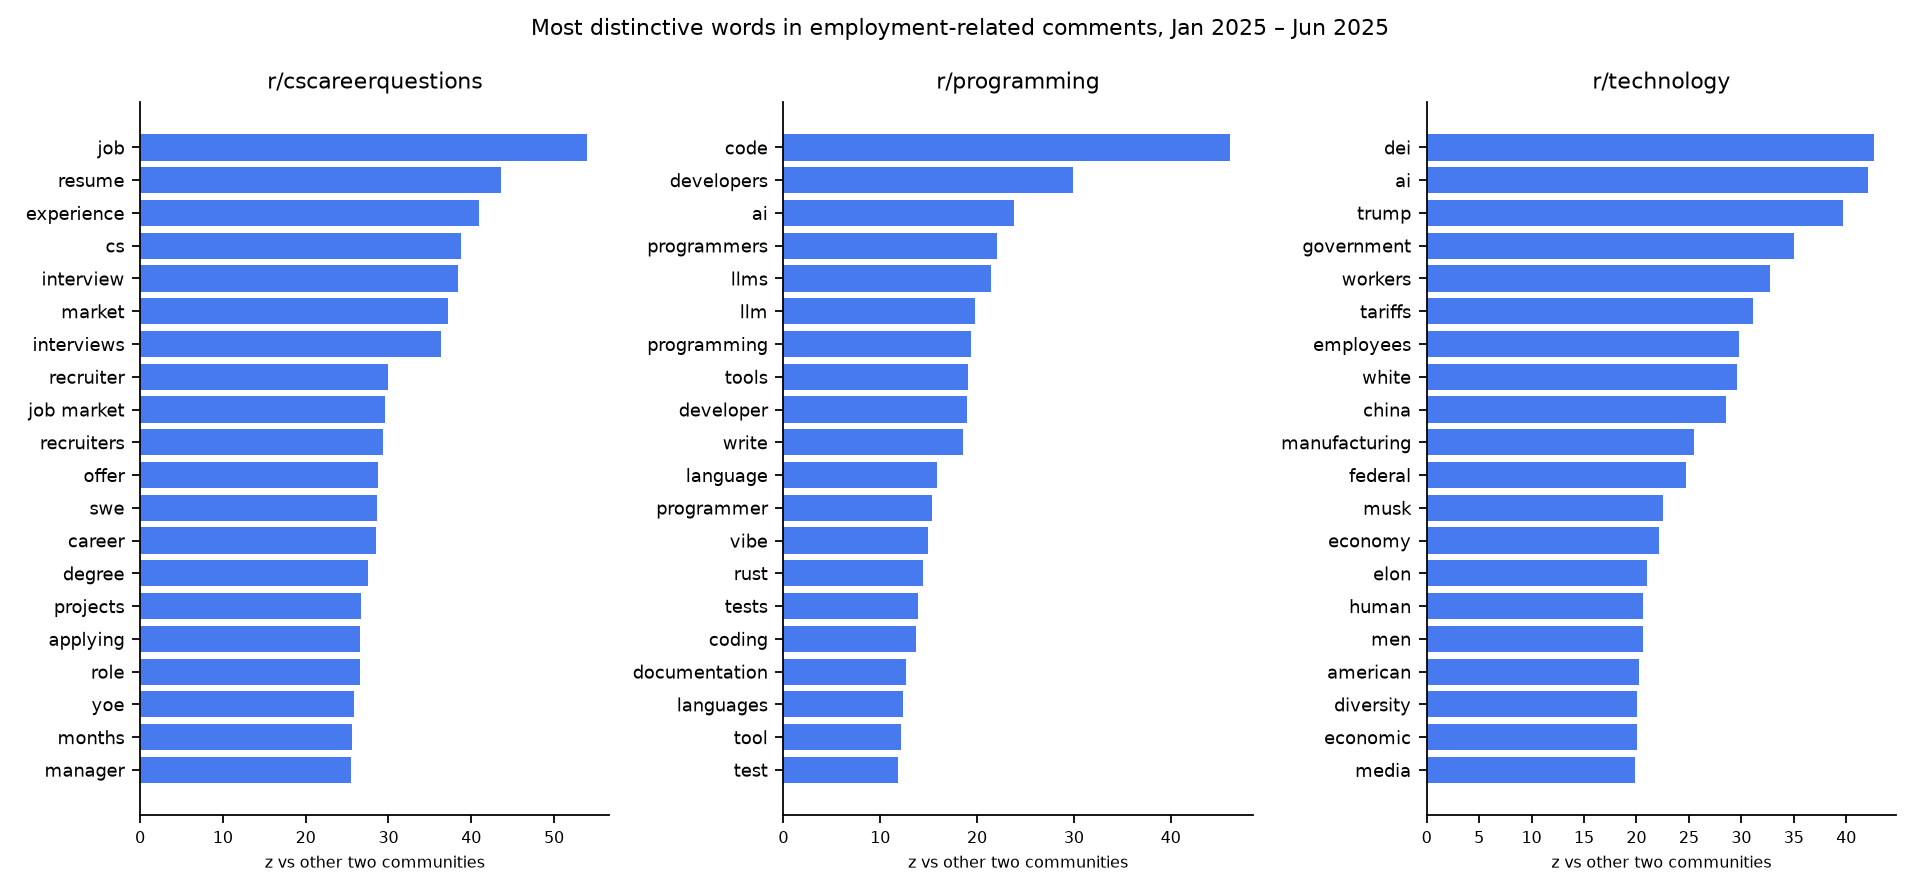 Most distinctive words in employment-related comments, Jan 2025 – Jun 2025
r/cscareerquestions
job
resume
experience
cs
interview
market
interviews
recruiter
job market
recruiters
offer
swe
career
degree
projects
applying
role
yoe
months
manager
0 10 20 30 40 50
z vs other two communities
r/programming
code
developers
ai
programmers
llms
llm
programming
tools
developer
write
language
programmer
vibe
rust
tests
coding
documentation
languages
tool
test
0 10 20 30 40
z vs other two communities
r/technology
dei
ai
trump
government
workers
tariffs
employees
white
china
manufacturing
federal
musk
economy
elon
human
men
american
diversity
economic
media
0 5 10 15 20 25 30 35 40
z vs other two communities